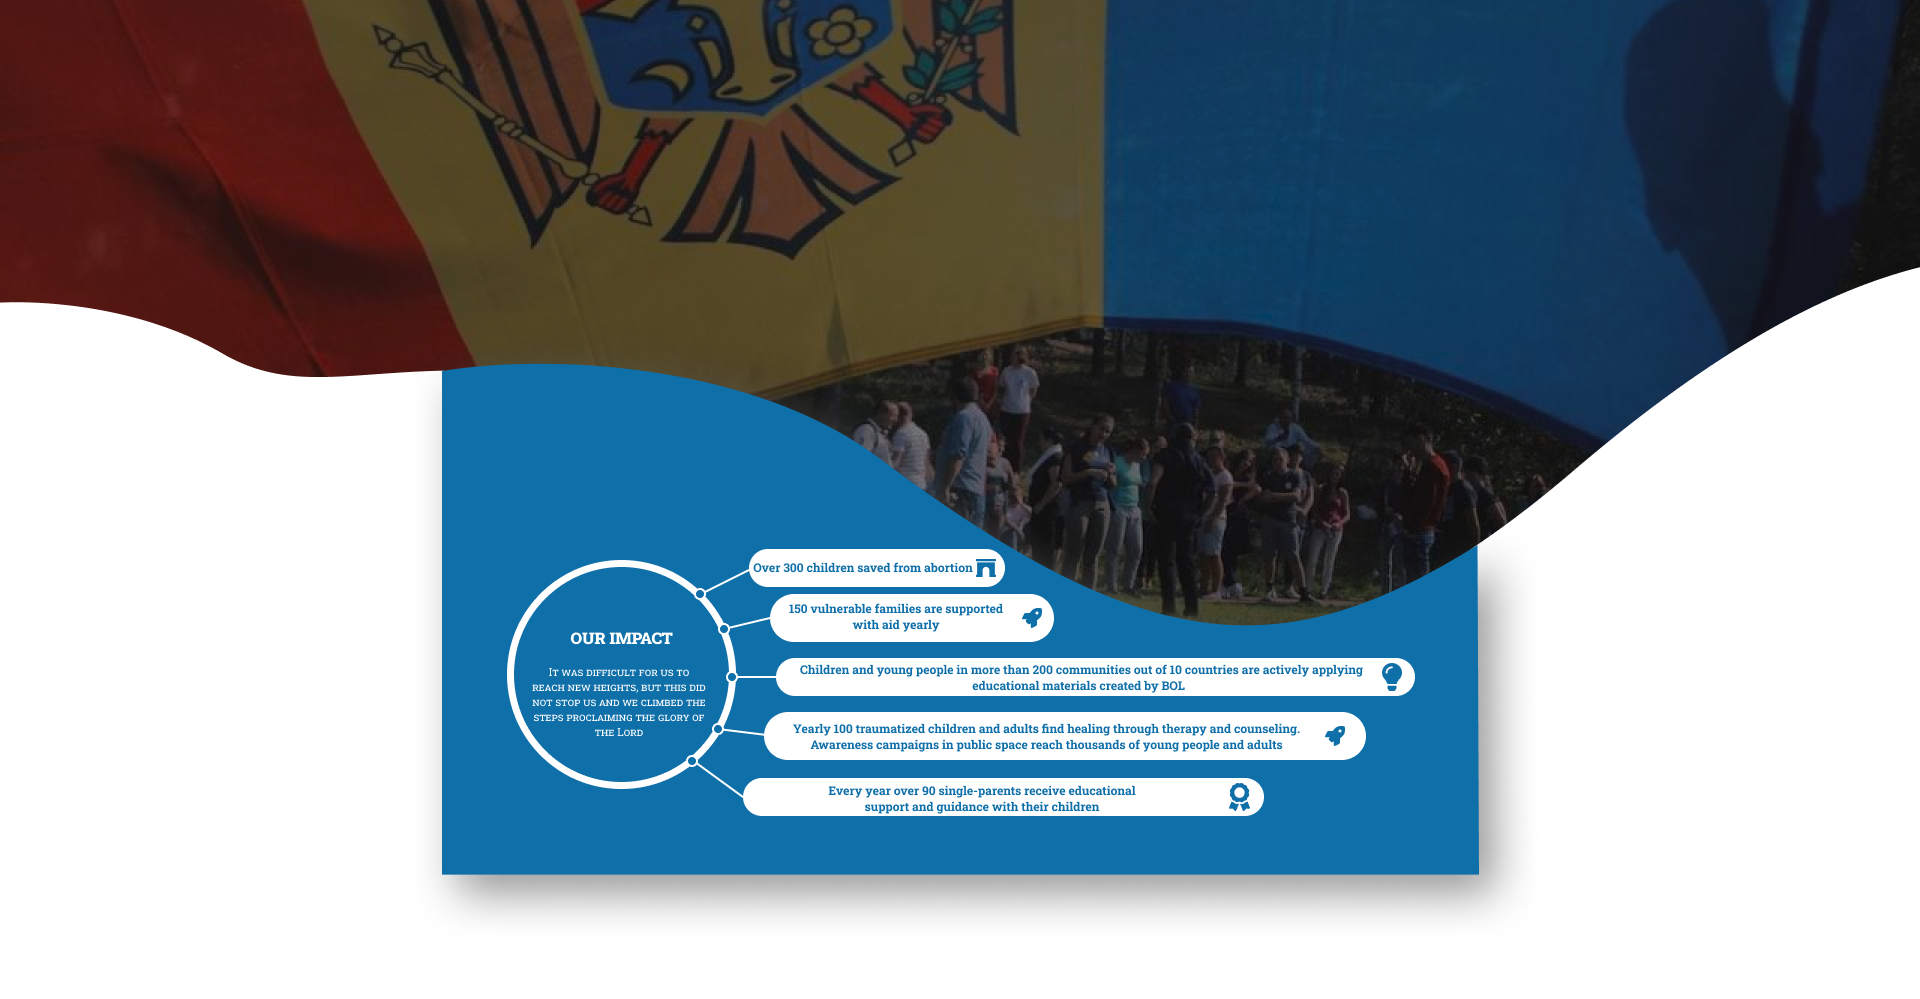 OUR IMPACT
It was difficult for us to
reach new heights, but this did
not stop us and we climbed the
steps proclaiming the glory of
the Lord
Over 300 children saved from abortion
150 vulnerable families are supported
with aid yearly
Children and young people in more than 200 communities out of 10 countries are actively applying
educational materials created by BOL
Yearly 100 traumatized children and adults find healing through therapy and counseling.
Awareness campaigns in public space reach thousands of young people and adults
Every year over 90 single-parents receive educational
support and guidance with their children